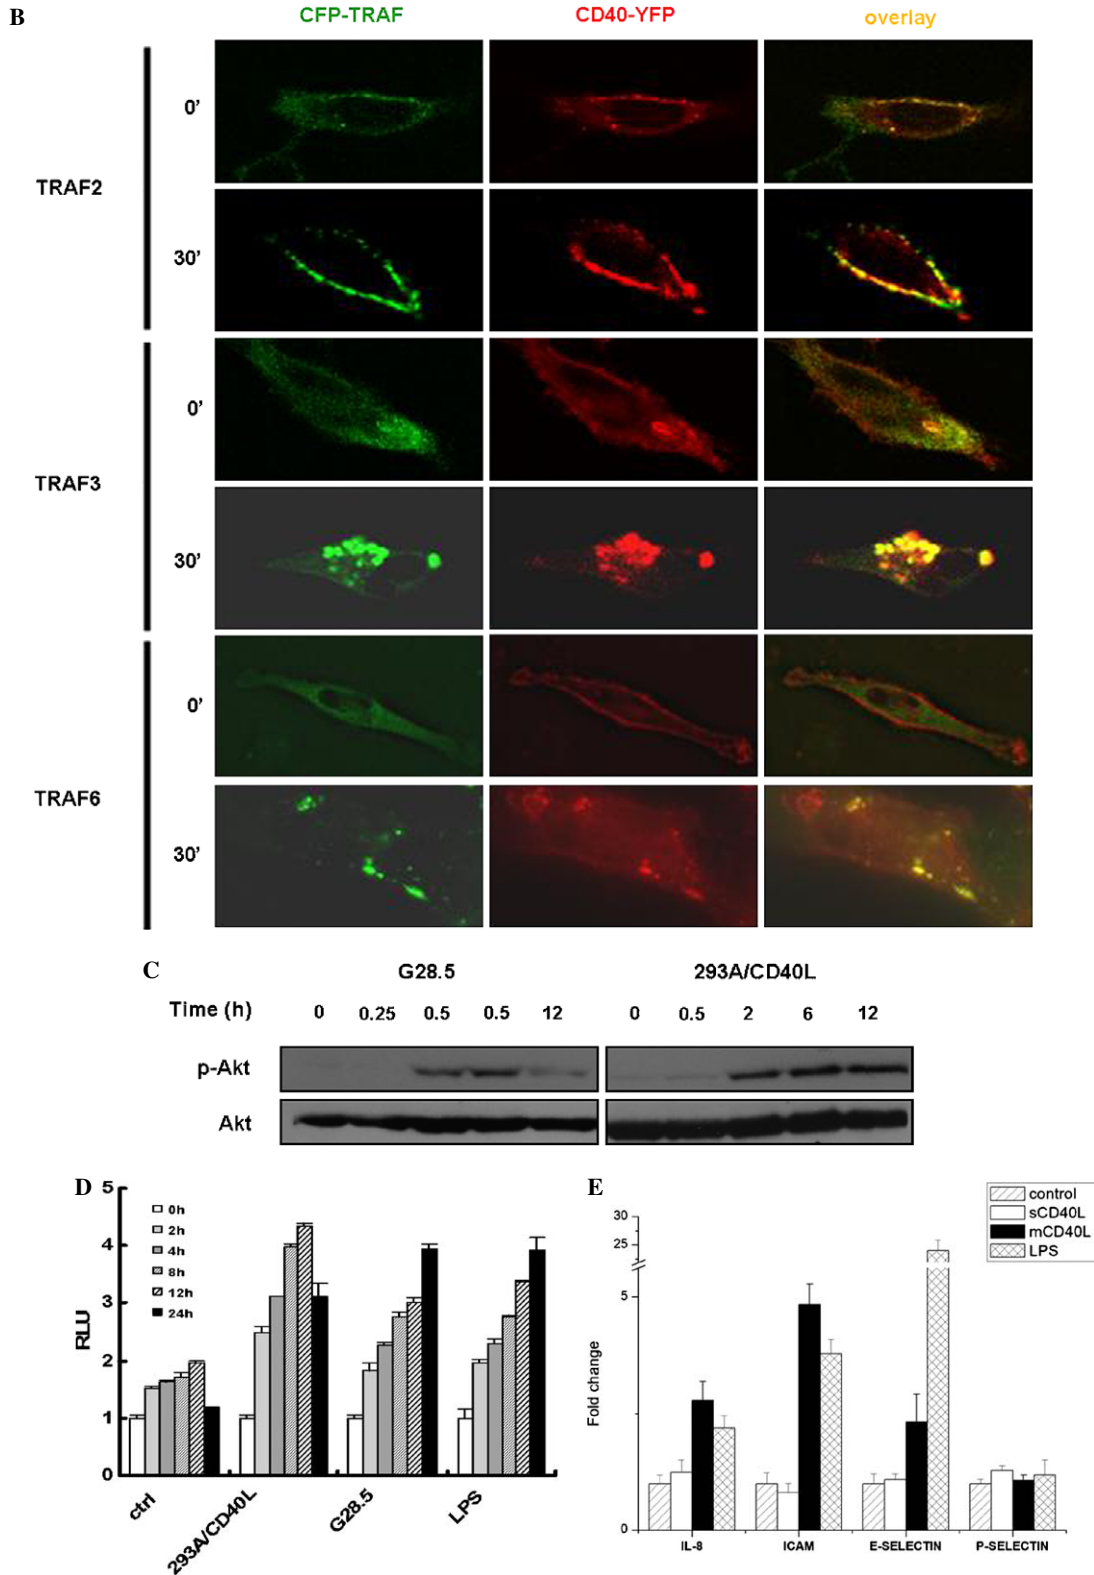 B
CFP-TRAF CD40-YFP overlay
TRAF2
0'
30'
TRAF3
0'
30'
TRAF6
0'
30'
C
G28.5 293A/CD40L
Time (h) 0 0.25 0.5 0.5 12 0 0.5 2 6 12
p-Akt
Akt
D
5
4
3
2
1
0
RLU
0h
2h
4h
8h
12h
24h
ctrl 293A/CD40L G28.5 LPS
E
control
sCD40L
mCD40L
LPS
30
25
5
0
Fold change
IL-8 ICAM E-SELECTIN P-SELECTIN